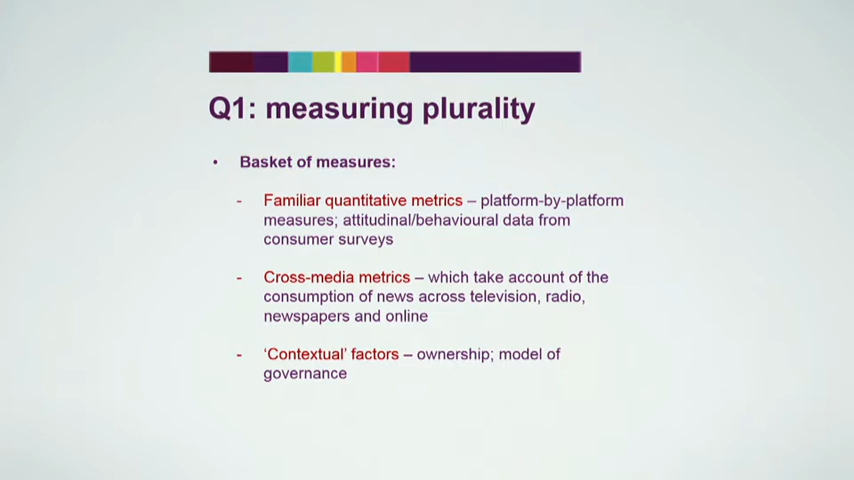 Q1: measuring plurality
• Basket of measures:
- Familiar quantitative metrics – platform-by-platform
measures; attitudinal/behavioural data from
consumer surveys
- Cross-media metrics – which take account of the
consumption of news across television, radio,
newspapers and online
- ‘Contextual’ factors – ownership; model of
governance